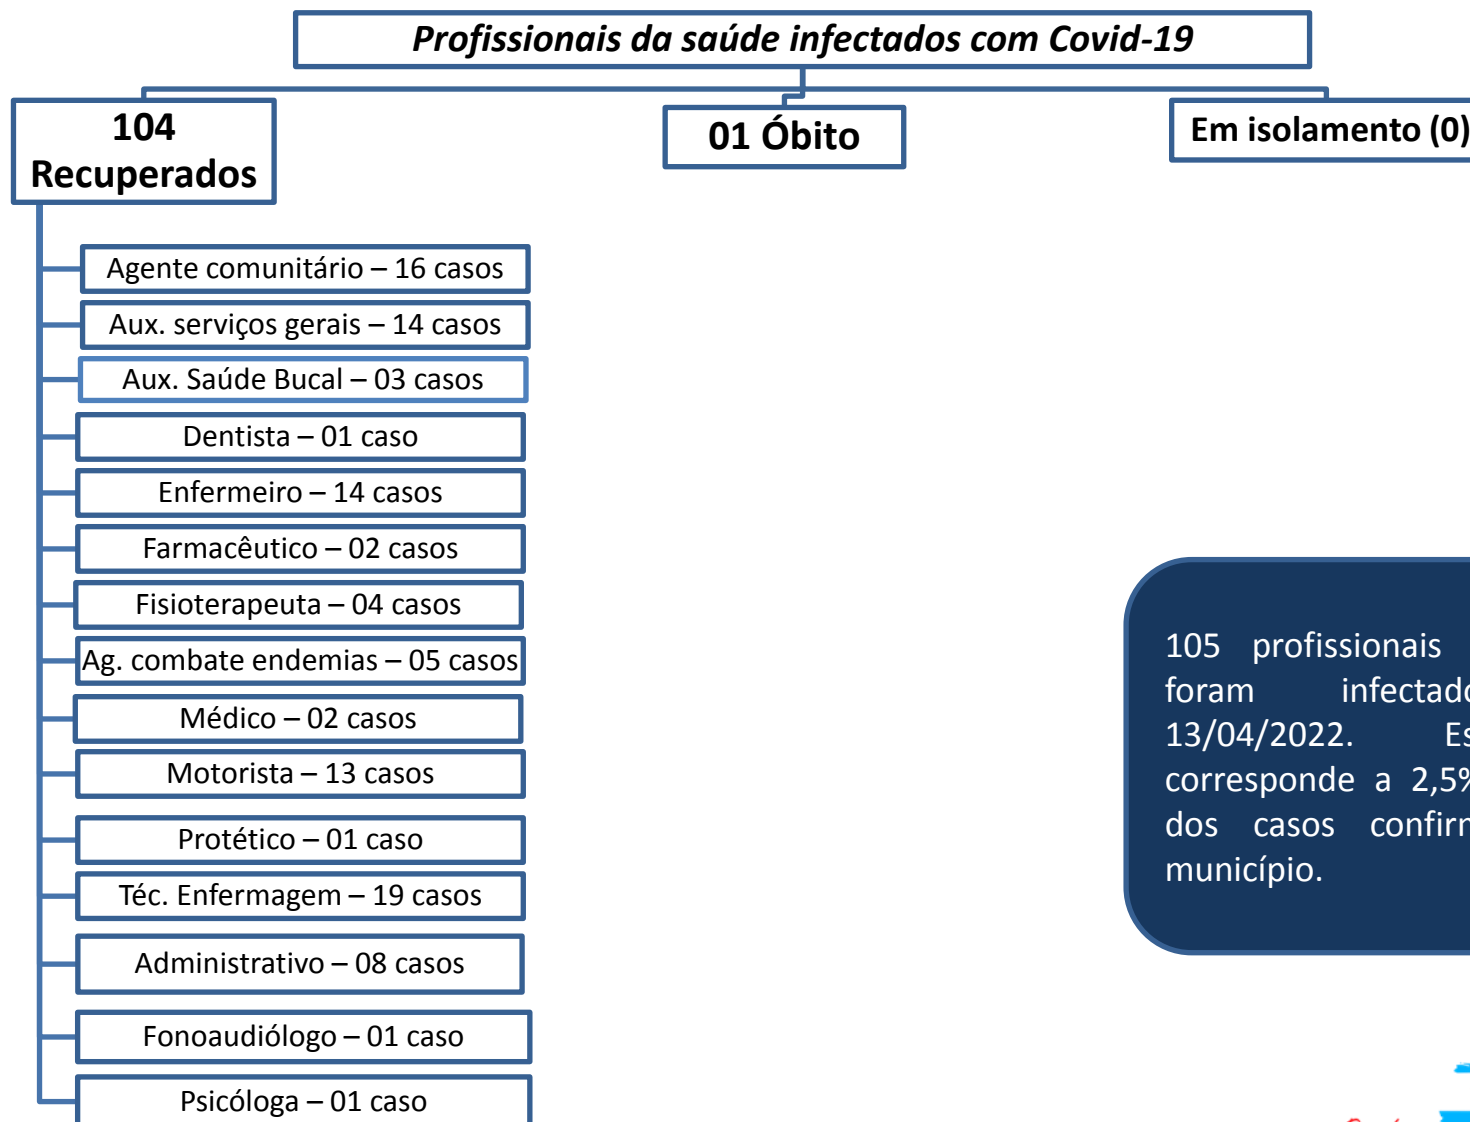 Profissionais da saúde infectados com Covid-19
104
Recuperados
01 Óbito
Em isolamento (0)
Agente comunitário – 16 casos
Aux. serviços gerais – 14 casos
Aux. Saúde Bucal – 03 casos
Dentista – 01 caso
Enfermeiro – 14 casos
Farmacêutico – 02 casos
Fisioterapeuta – 04 casos
Ag. combate endemias – 05 casos
Médico – 02 casos
Motorista – 13 casos
Protético – 01 caso
Téc. Enfermagem – 19 casos
Administrativo – 08 casos
Fonoaudiólogo – 01 caso
Psicóloga – 01 caso
105 profissionais
foram
13/04/2022.
corresponde a 2,5%
dos casos
município.